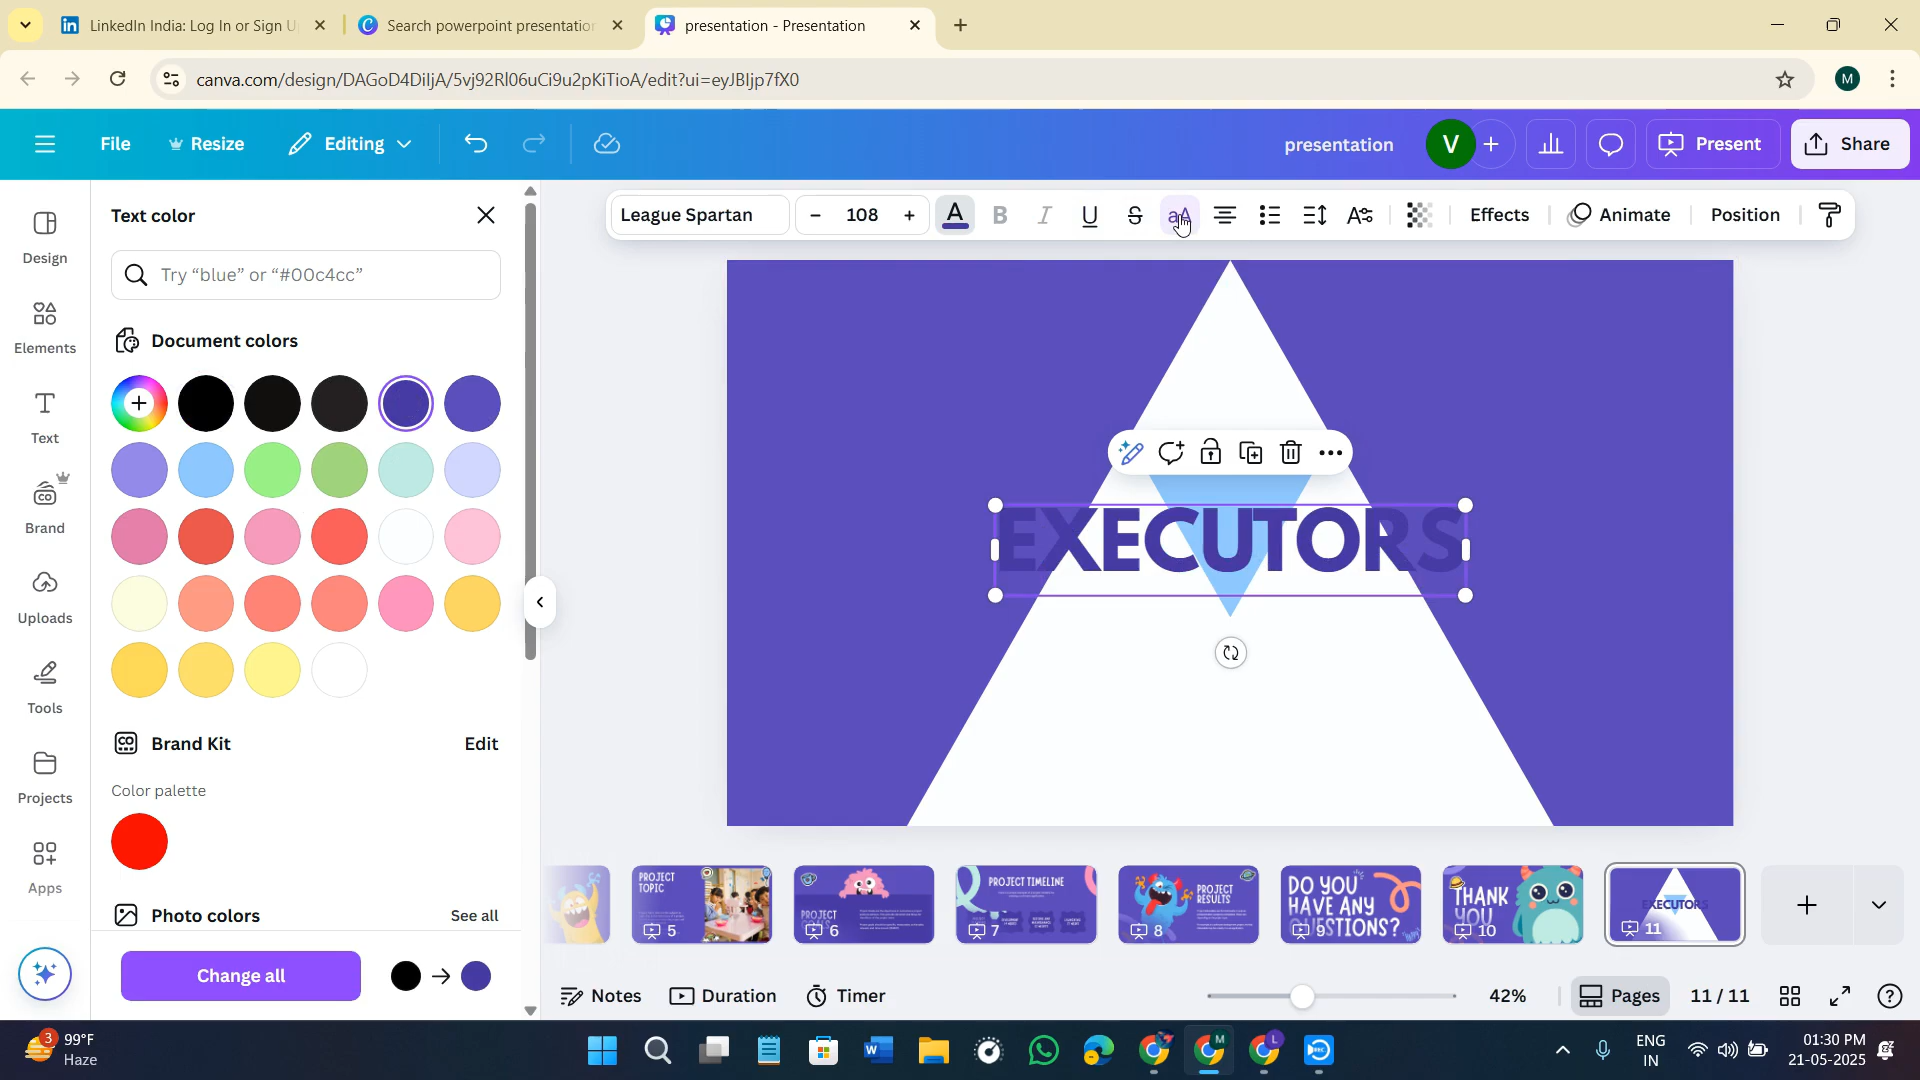 LinkedIn India: Log In or Sign U
Search powerpoint presentation
presentation - Presentation
canva.com/design/DAGoD4DiIjA/5vj92Rl06uCi9u2pKiTioA/edit?ui=eyJBIjp7fX0
M
File
Resize
Editing
presentation
V
Present
Share
Design
Elements
Text
Brand
Uploads
Tools
Projects
Apps
Text color
Try “blue” or “#00c4cc”
Document colors
Brand Kit
Edit
Color palette
Photo colors
See all
Change all
League Spartan
108
A
B
I
U
S
aA
Effects
Animate
Position
EXECUTORS
PROJECT TOPIC
5
PROJECT GOALS
6
PROJECT TIMELINE
7
PROJECT RESULTS
8
DO YOU HAVE ANY QUESTIONS?
9
THANK YOU
10
EXECUTORS
11
Notes
Duration
Timer
42%
Pages
11 / 11
3
99°F
Haze
ENG
IN
01:30 PM
21-05-2025